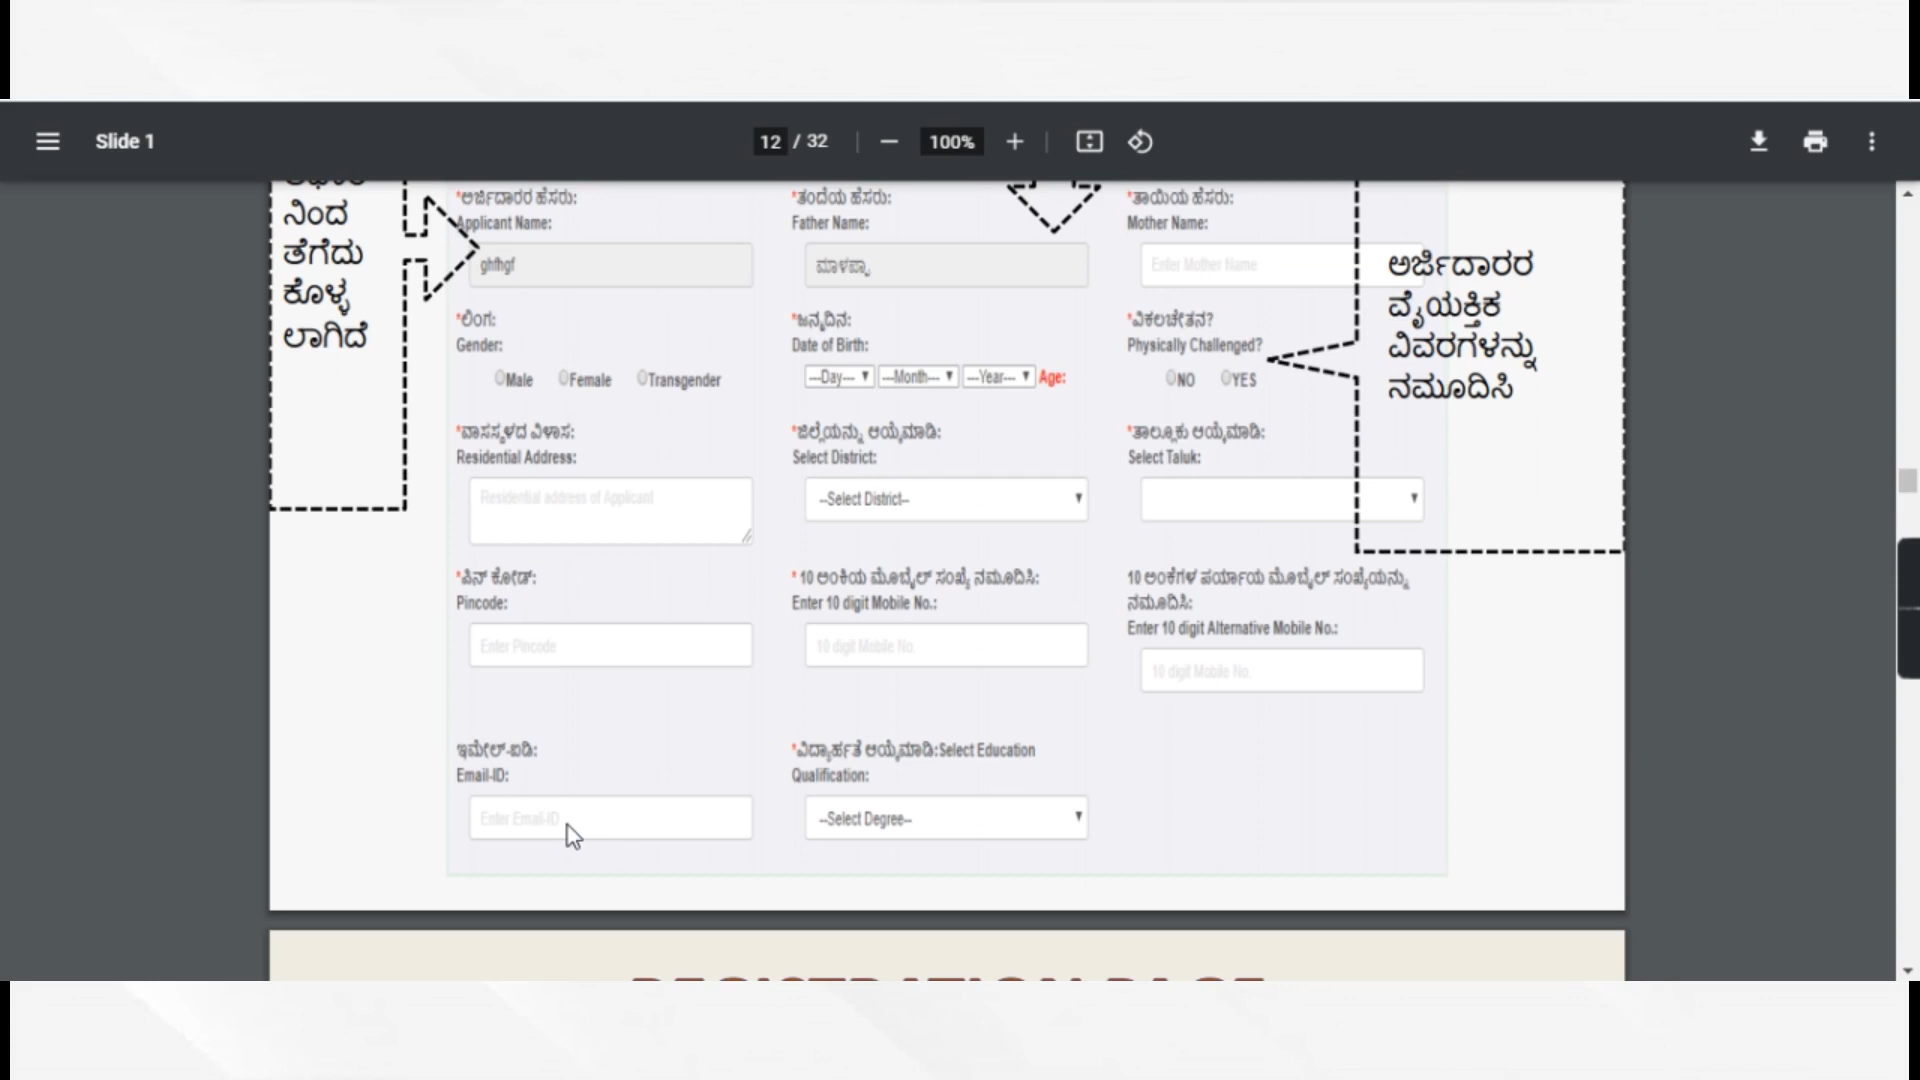 Slide 1
12 / 32
100%
ನಿಂದ
ತೆಗೆದು
ಕೊಳ್ಳ
ಲಾಗಿದೆ
*ಅರ್ಜಿದಾರರ ಹೆಸರು:
Applicant Name:
ghfhgf
*ತಂದೆಯ ಹೆಸರು:
Father Name:
ಮಾಳಪ್ಪಾ
*ತಾಯಿಯ ಹೆಸರು:
Mother Name:
Enter Mother Name
ಅರ್ಜಿದಾರರ
ವೈಯಕ್ತಿಕ
ವಿವರಗಳನ್ನು
ನಮೂದಿಸಿ
*ಲಿಂಗ:
Gender:
Male Female Transgender
*ಜನ್ಮದಿನ:
Date of Birth:
---Day--- ---Month--- ---Year--- Age:
*ವಿಕಲಚೇತನ?
Physically Challenged?
NO YES
*ವಾಸಸ್ಥಳದ ವಿಳಾಸ:
Residential Address:
Residential address of Applicant
*ಜಿಲ್ಲೆಯನ್ನು ಆಯ್ಕೆಮಾಡಿ:
Select District:
--Select District--
*ತಾಲ್ಲೂಕು ಆಯ್ಕೆಮಾಡಿ:
Select Taluk:
*ಪಿನ್ ಕೋಡ್:
Pincode:
Enter Pincode
* 10 ಅಂಕಿಯ ಮೊಬೈಲ್ ಸಂಖ್ಯೆ ನಮೂದಿಸಿ:
Enter 10 digit Mobile No.:
10 digit Mobile No.
10 ಅಂಕೆಗಳ ಪರ್ಯಾಯ ಮೊಬೈಲ್ ಸಂಖ್ಯೆಯನ್ನು
ನಮೂದಿಸಿ:
Enter 10 digit Alternative Mobile No.:
10 digit Mobile No.
ಇಮೇಲ್-ಐಡಿ:
Email-ID:
Enter Email-ID
*ವಿದ್ಯಾರ್ಹತೆ ಆಯ್ಕೆಮಾಡಿ:Select Education
Qualification:
--Select Degree--